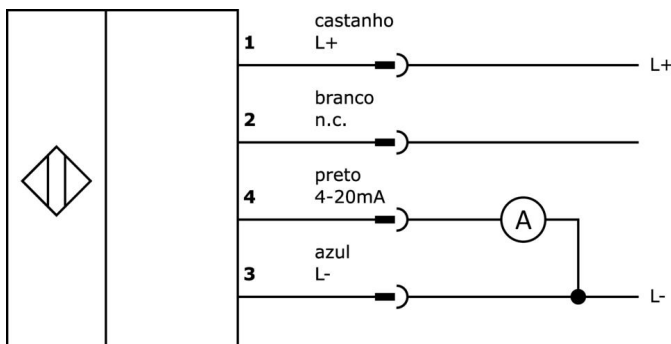 castanho
1 L+
L+
branco
2 n.c.
preto
4 4-20mA
A
azul
3 L-
L-